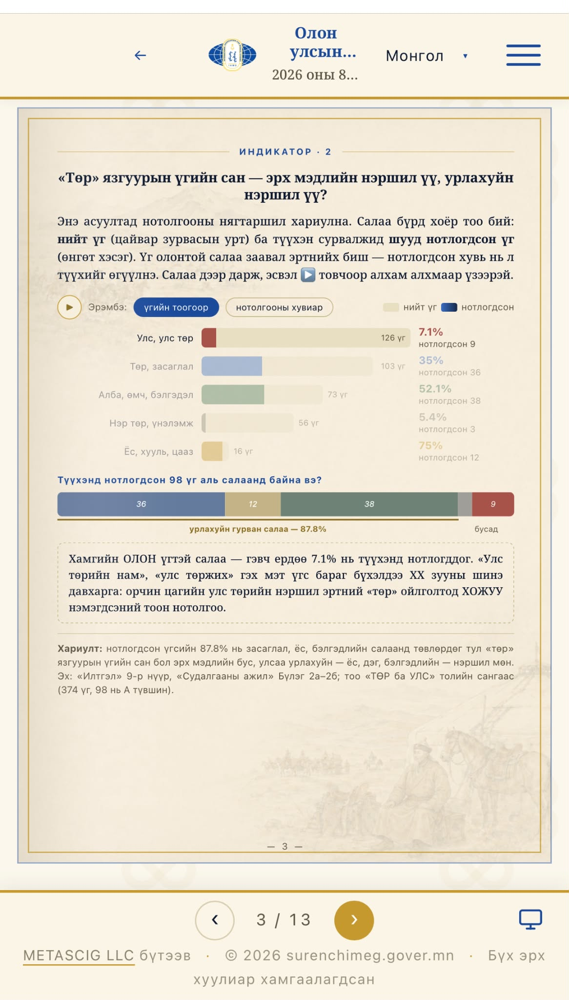 Олон
улсын...
2026 оны 8...
Монгол
ИНДИКАТОР · 2
«Төр» язгуурын үгийн сан — эрх мэдлийн нэршил үү, урлахуйн
нэршил үү?
Энэ асуултад нотолгооны нягтаршил хариулна. Салаа бүрд хоёр тоо бий:
нийт үг (цайвар зурвасын урт) ба түүхэн сурвалжид шууд нотлогдсон үг
(өнгөт хэсэг). Үг олонтой салаа заавал эртнийх биш — нотлогдсон хувь нь л
түүхийг өгүүлнэ. Салаа дээр дарж, эсвэл ▶ товчоор алхам алхмаар үзээрэй.
Эрэмбэ: үгийн тоогоор нотолгооны хувиар нийт үг нотлогдсон
Улс, улс төр 126 үг 7.1%
нотлогдсон 9
Төр, засаглал 103 үг 35%
нотлогдсон 36
Алба, өмч, бэлгэдэл 73 үг 52.1%
нотлогдсон 38
Нэр төр, үнэлэмж 56 үг 5.4%
нотлогдсон 3
Ёс, хууль, цааз 16 үг 75%
нотлогдсон 12
Түүхэнд нотлогдсон 98 үг аль салаанд байна вэ?
36 12 38 9
урлахуйн гурван салаа — 87.8% бусад
Хамгийн ОЛОН үгтэй салаа — гэвч ердөө 7.1% нь түүхэнд нотлогддог. «Улс
төрийн нам», «улс төржих» гэх мэт үгс бараг бүхэлдээ XX зууны шинэ
давхарга: орчин цагийн улс төрийн нэршил эртний «төр» ойлголтод ХОЖУУ
нэмэгдсэний тоон нотолгоо.
Хариулт: нотлогдсон үгсийн 87.8% нь засаглал, ёс, бэлгэдлийн салаанд төвлөрдөг тул «төр»
язгуурын үгийн сан бол эрх мэдлийн бус, улсаа урлахуйн — ёс, дэг, бэлгэдлийн — нэршил мөн.
Эх: «Илтгэл» 9-р нүүр, «Судалгааны ажил» Бүлэг 2а–2б; тоо «ТӨР ба УЛС» толийн сангаас
(374 үг, 98 нь А түвшин).
— 3 —
3 / 13
METASCIG LLC бүтээв · © 2026 surenchimeg.gover.mn · Бүх эрх
хуулиар хамгаалагдсан